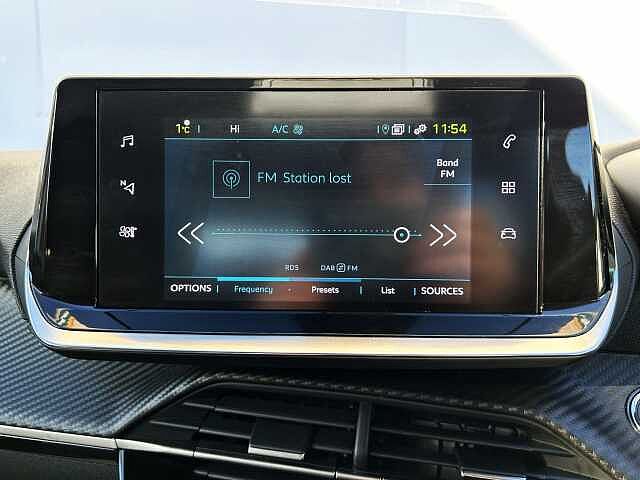 1°C Hi A/C 11:54
Band
FM
FM Station lost
N
RDS DAB FM
OPTIONS Frequency Presets List SOURCES